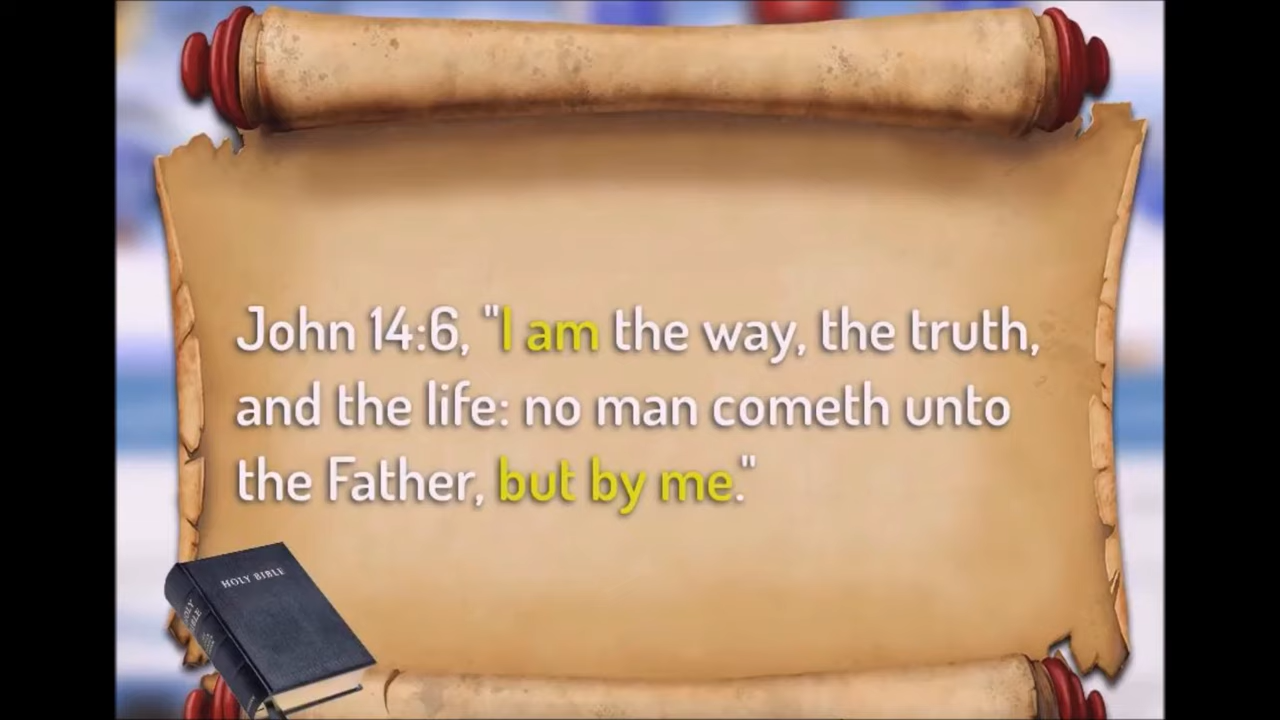 John 14:6, "I am the way, the truth,
and the life: no man cometh unto
the Father, but by me."
HOLY BIBLE